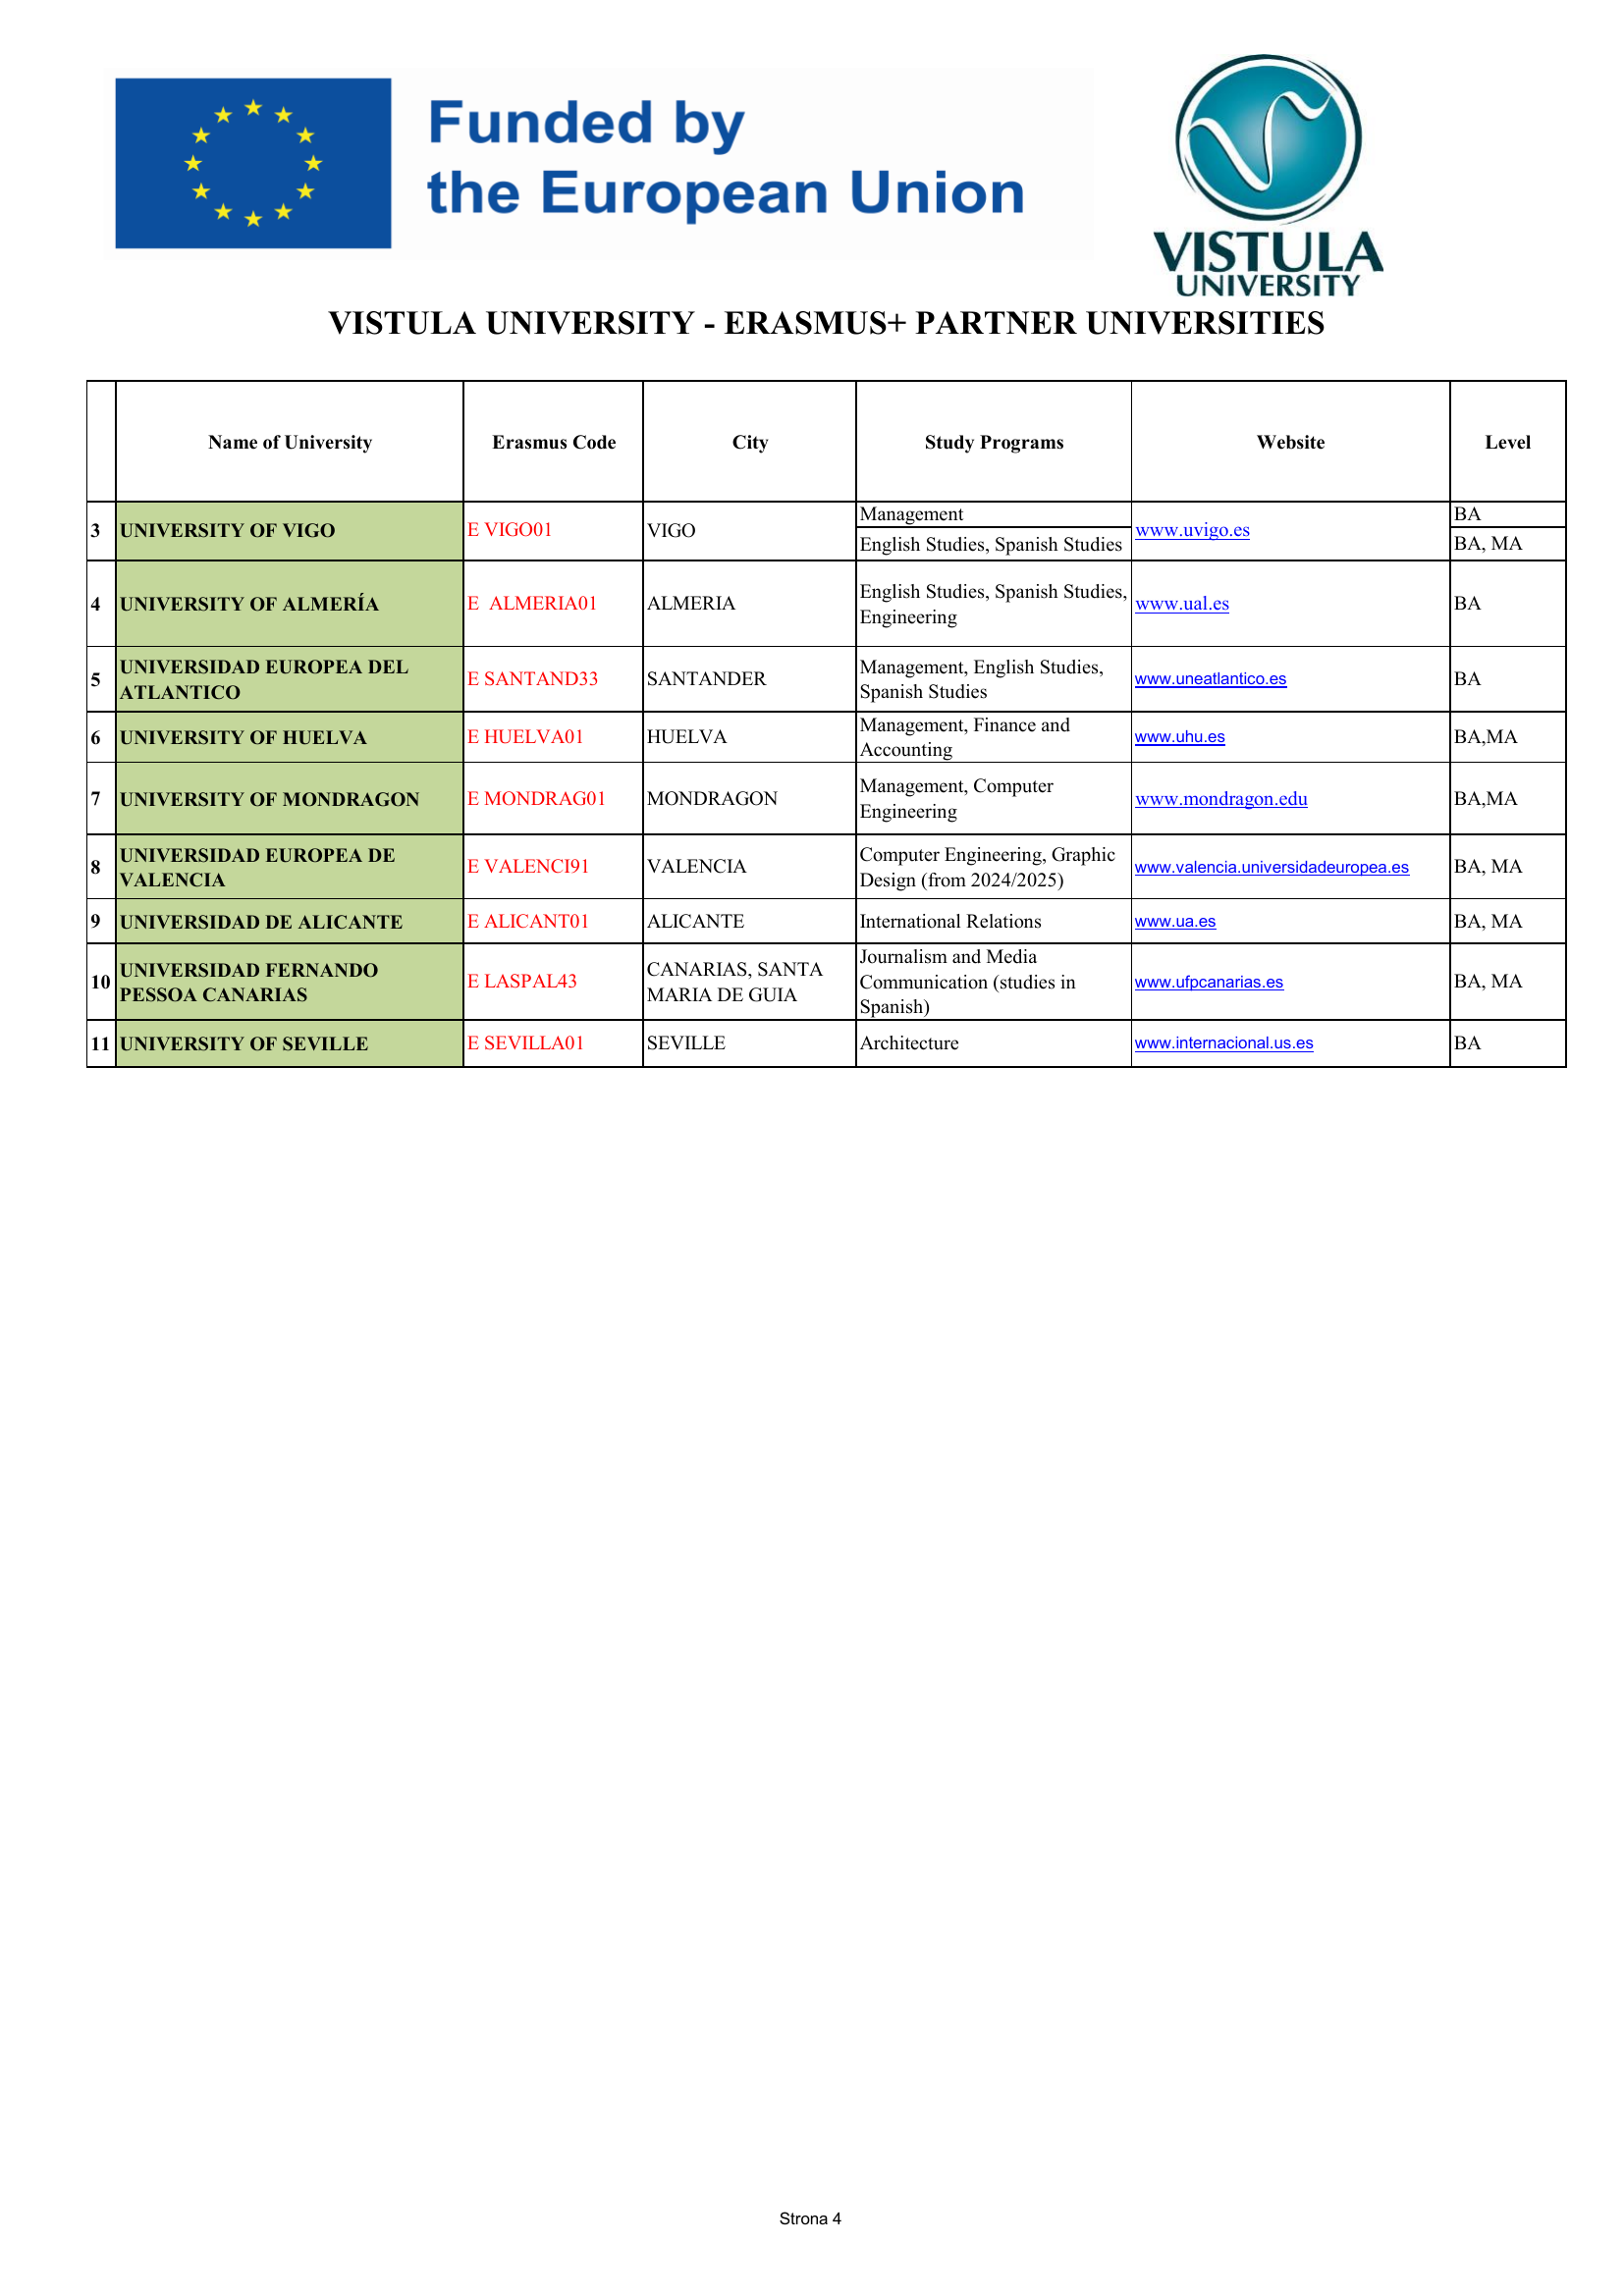 Funded by
the European Union
VISTULA
UNIVERSITY
VISTULA UNIVERSITY - ERASMUS+ PARTNER UNIVERSITIES
Name of University Erasmus Code City Study Programs Website Level
3 UNIVERSITY OF VIGO E VIGO01 VIGO Management www.uvigo.es BA
English Studies, Spanish Studies BA, MA
4 UNIVERSITY OF ALMERÍA E  ALMERIA01 ALMERIA English Studies, Spanish Studies, www.ual.es BA
Engineering
5 UNIVERSIDAD EUROPEA DEL E SANTAND33 SANTANDER Management, English Studies, www.uneatlantico.es BA
ATLANTICO Spanish Studies
6 UNIVERSITY OF HUELVA E HUELVA01 HUELVA Management, Finance and www.uhu.es BA,MA
Accounting
7 UNIVERSITY OF MONDRAGON E MONDRAG01 MONDRAGON Management, Computer www.mondragon.edu BA,MA
Engineering
8 UNIVERSIDAD EUROPEA DE E VALENCI91 VALENCIA Computer Engineering, Graphic www.valencia.universidadeuropea.es BA, MA
VALENCIA Design (from 2024/2025)
9 UNIVERSIDAD DE ALICANTE E ALICANT01 ALICANTE International Relations www.ua.es BA, MA
10 UNIVERSIDAD FERNANDO E LASPAL43 CANARIAS, SANTA Journalism and Media www.ufpcanarias.es BA, MA
PESSOA CANARIAS MARIA DE GUIA Communication (studies in
Spanish)
11 UNIVERSITY OF SEVILLE E SEVILLA01 SEVILLE Architecture www.internacional.us.es BA
Strona 4